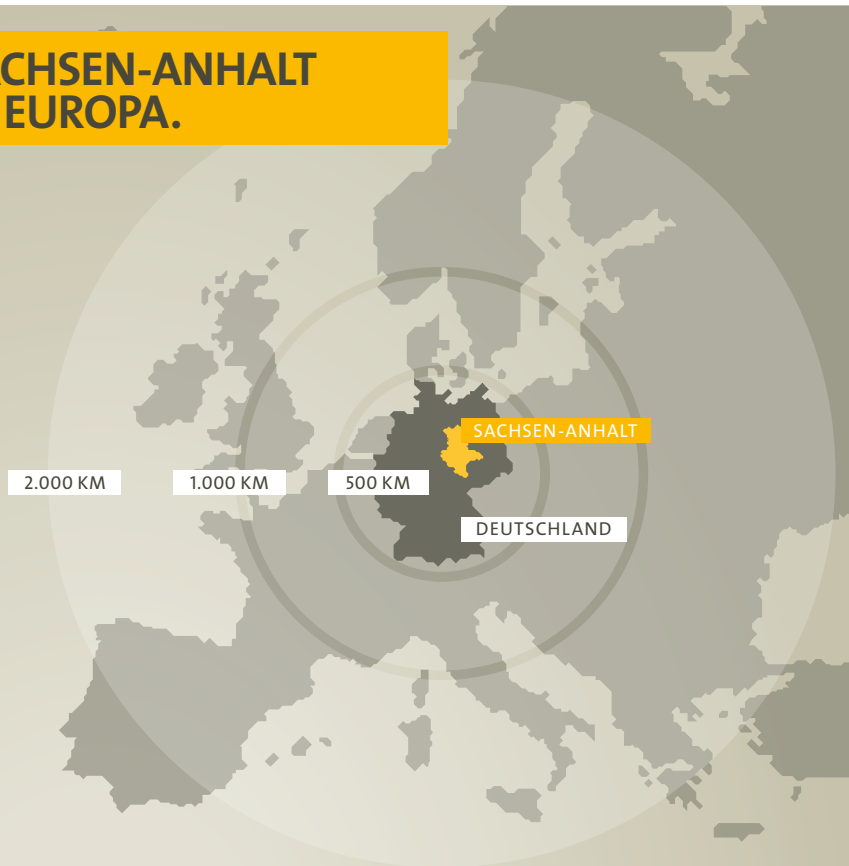 CHSEN-ANHALT
EUROPA.
SACHSEN-ANHALT
2.000 KM
1.000 KM
500 KM
DEUTSCHLAND